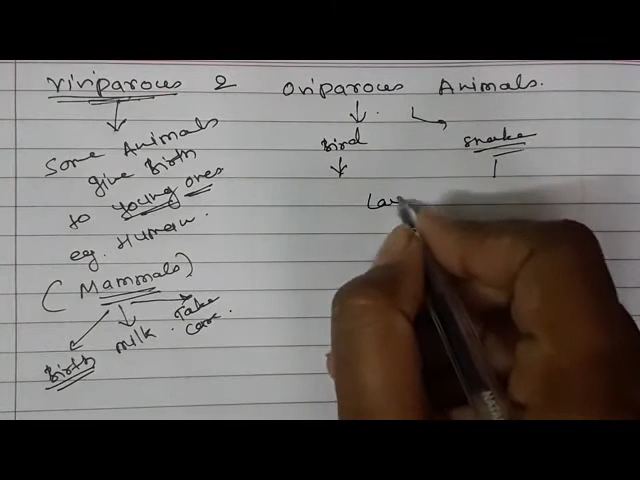 Viviparous & Oviparous Animals.
Bird
Snake
Some Animals
give Birth
to young ones
eg. Human.
(Mammals)
Birth
milk.
Take
care.